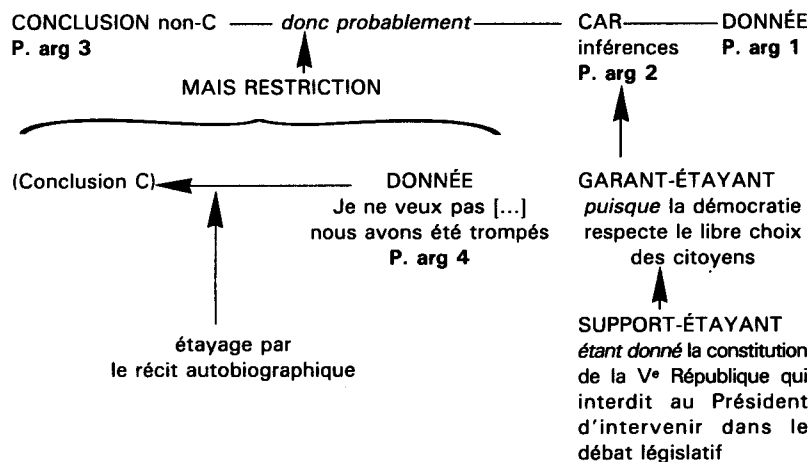 CONCLUSION non-C donc probablement CAR DONNÉE
P. arg 3 inférences P. arg 1
P. arg 2
MAIS RESTRICTION
(Conclusion C) DONNÉE
Je ne veux pas [...]
nous avons été trompés
P. arg 4
GARANT-ÉTAYANT
puisque la démocratie
respecte le libre choix
des citoyens
étayage par
le récit autobiographique
SUPPORT-ÉTAYANT
étant donné la constitution
de la Ve République qui
interdit au Président
d'intervenir dans le
débat législatif